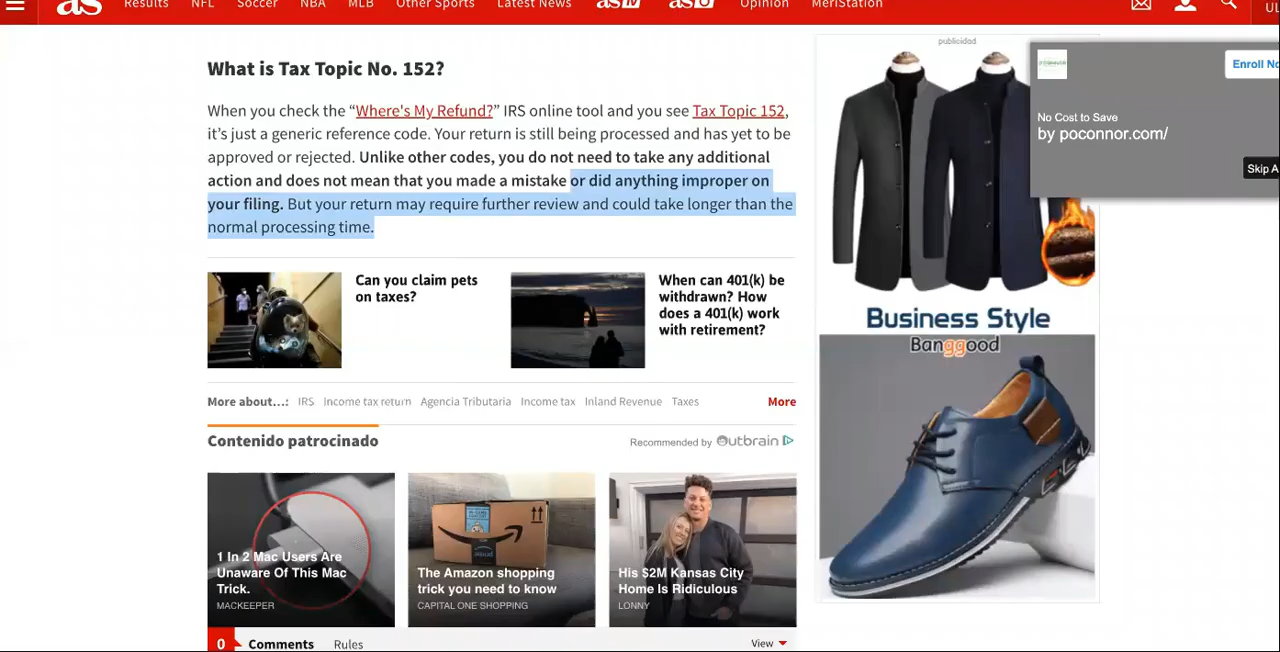 as
Results
NFL
Soccer
NBA
MLB
Other Sports
Latest News
as
as
Opinion
MeriStation
What is Tax Topic No. 152?
When you check the “Where's My Refund?” IRS online tool and you see Tax Topic 152,
it’s just a generic reference code. Your return is still being processed and has yet to be
approved or rejected. Unlike other codes, you do not need to take any additional
action and does not mean that you made a mistake or did anything improper on
your filing. But your return may require further review and could take longer than the
normal processing time.
Can you claim pets
on taxes?
When can 401(k) be
withdrawn? How
does a 401(k) work
with retirement?
More about...:
IRS
Income tax return
Agencia Tributaria
Income tax
Inland Revenue
Taxes
More
Contenido patrocinado
Recommended by Outbrain
1 In 2 Mac Users Are
Unaware Of This Mac
Trick.
MACKEEPER
The Amazon shopping
trick you need to know
CAPITAL ONE SHOPPING
His $2M Kansas City
Home Is Ridiculous
LONNY
0
Comments
Rules
View
publicidad
Enroll No
No Cost to Save
by poconnor.com/
Skip A
Business Style
Banggood